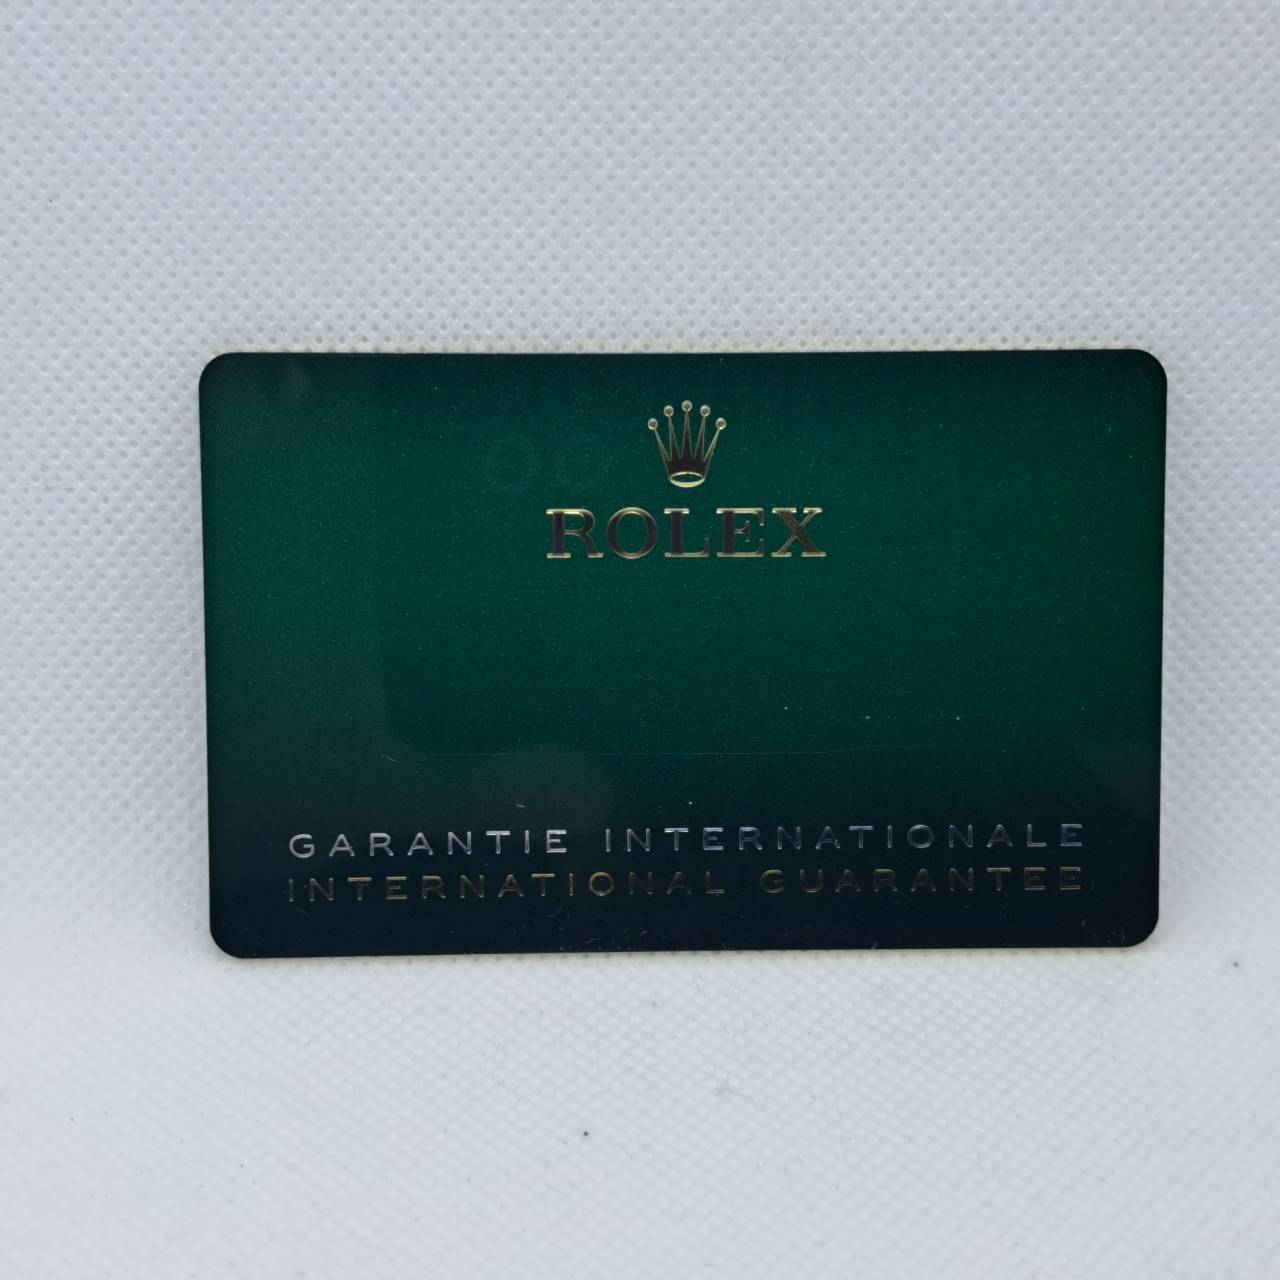 ROLEX
GARANTIE INTERNATIONALE
INTERNATIONAL GUARANTEE